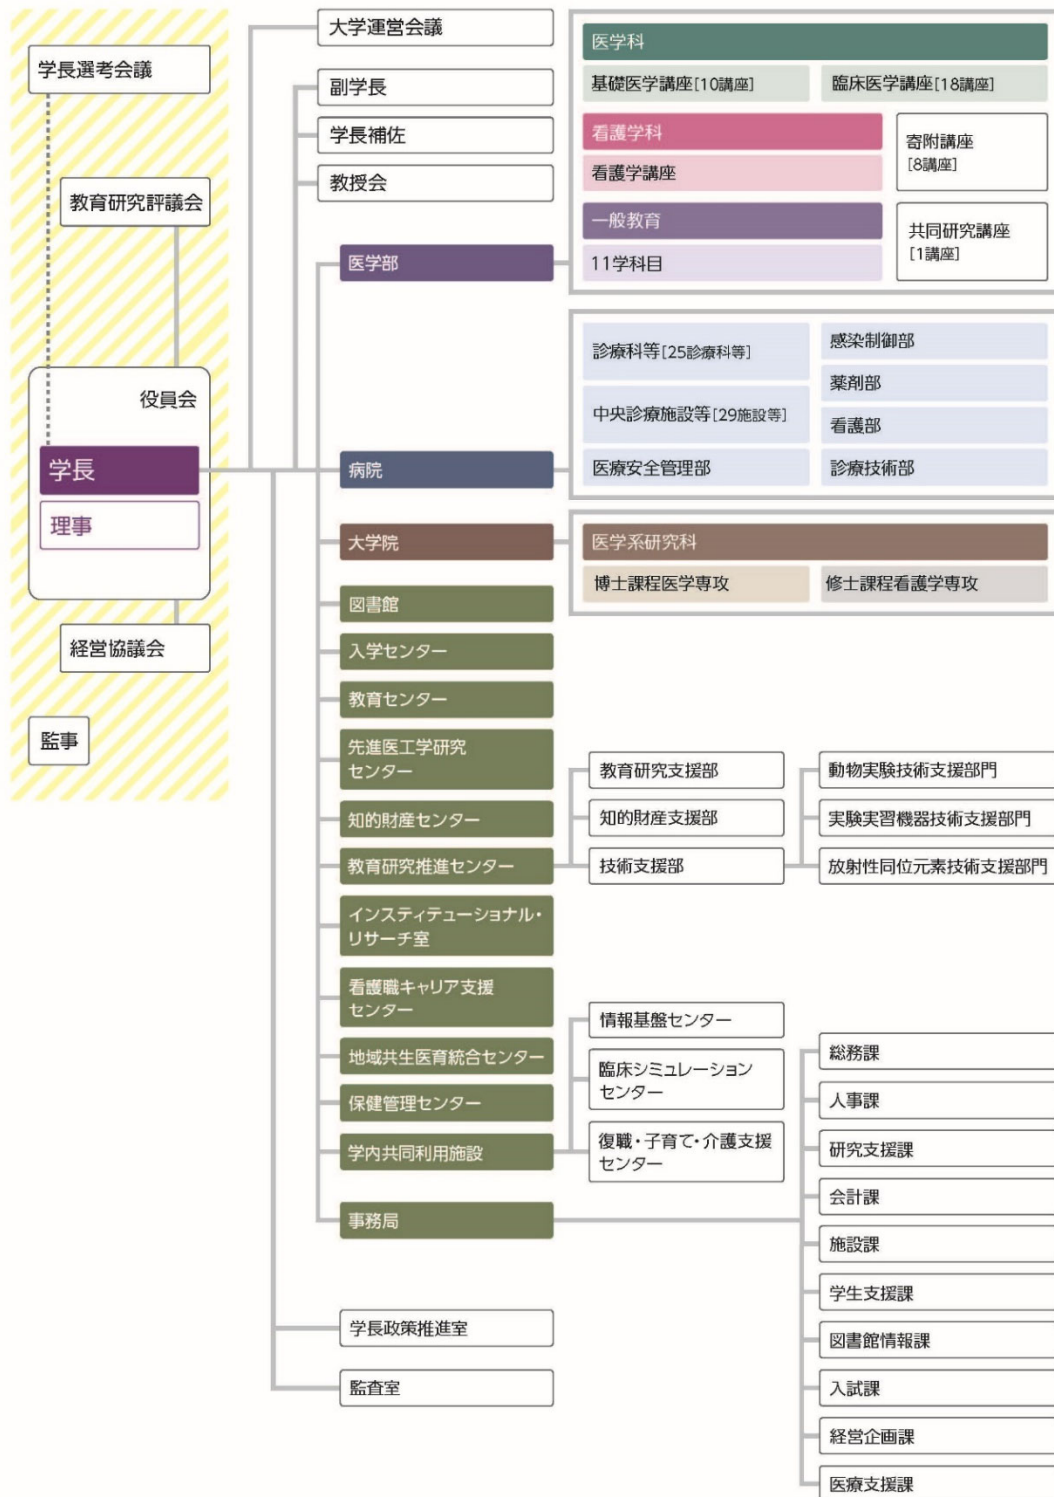 学長選考会議
教育研究評議会
役員会
学長
理事
経営協議会
監事
大学運営会議
副学長
学長補佐
教授会
医学部
医学科
基礎医学講座[10講座]
臨床医学講座[18講座]
看護学科
看護学講座
寄附講座
[8講座]
一般教育
11学科目
共同研究講座
[1講座]
病院
診療科等[25診療科等]
中央診療施設等[29施設等]
医療安全管理部
感染制御部
薬剤部
看護部
診療技術部
大学院
医学系研究科
博士課程医学専攻
修士課程看護学専攻
図書館
入学センター
教育センター
先進医工学研究
センター
知的財産センター
教育研究推進センター
教育研究支援部
知的財産支援部
技術支援部
動物実験技術支援部門
実験実習機器技術支援部門
放射性同位元素技術支援部門
インスティテューショナル・
リサーチ室
看護職キャリア支援
センター
地域共生医育統合センター
保健管理センター
学内共同利用施設
情報基盤センター
臨床シミュレーション
センター
復職・子育て・介護支援
センター
事務局
総務課
人事課
研究支援課
会計課
施設課
学生支援課
図書館情報課
入試課
経営企画課
医療支援課
学長政策推進室
監査室